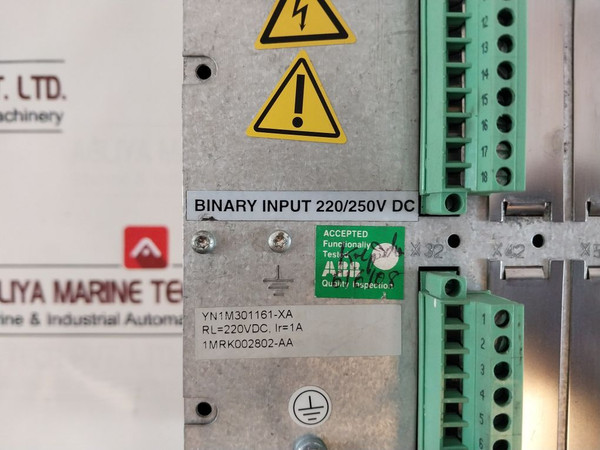 T. LTD.
achinery
LIYA MARINE TE
ne & Industrial Automa
12
13
14
15
16
17
18
BINARY INPUT 220/250V DC
ACCEPTED
Functionally
Tested
ABB
Quality Inspection
X32
X42
YN1M301161-XA
RL=220VDC, Ir=1A
1MRK002802-AA
1
2
3
4
5
6